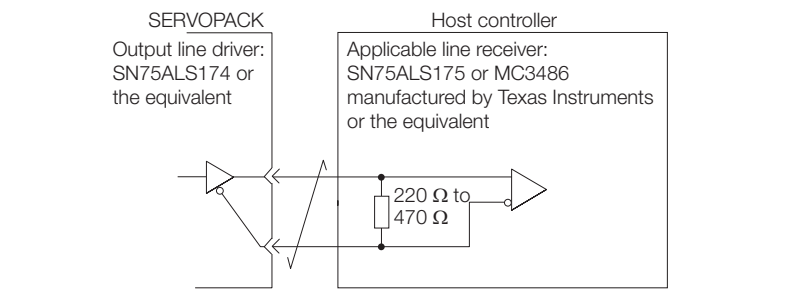 SERVOPACK
Host controller
Output line driver:
SN75ALS174 or
the equivalent
Applicable line receiver:
SN75ALS175 or MC3486
manufactured by Texas Instruments
or the equivalent
220 Ω to
470 Ω